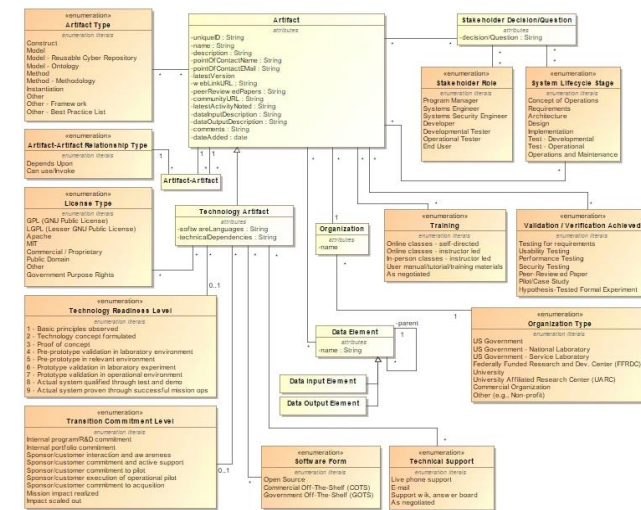 «enumeration»
Artifact Type
enumeration literals
Construct
Model
Model - Reusable Cyber Repository
Model - Ontology
Method
Method - Methodology
Instantiation
Other
Other - Framework
Other - Best Practice List
Artifact
attributes
-uniqueID : String
-name : String
-description : String
-pointOfContactName : String
-pointOfContactEMail : String
-latestVersion
-webLinkURL : String
-peerReviewedPapers : String
-communityURL : String
-latestActivityNoted : String
-dataInputDescription : String
-dataOutputDescription : String
-comments : String
-dateAdded : date
Stakeholder Decision/Question
attributes
-decision/Question : String
«enumeration»
Stakeholder Role
enumeration literals
Program Manager
Systems Engineer
Systems Security Engineer
Developer
Developmental Tester
Operational Tester
End User
«enumeration»
System Lifecycle Stage
enumeration literals
Concept of Operations
Requirements
Architecture
Design
Implementation
Test - Developmental
Test - Operational
Operations and Maintenance
«enumeration»
Artifact-Artifact Relationship Type
enumeration literals
Depends Upon
Can use/Invoke
1
*
1
1
*
*
Artifact-Artifact
«enumeration»
License Type
enumeration literals
GPL (GNU Public License)
LGPL (Lesser GNU Public License)
Apache
MIT
Commercial / Proprietary
Public Domain
Other
Government Purpose Rights
Technology Artifact
attributes
-softwareLanguages : String
-technicalDependencies : String
1
Organization
attributes
-name
«enumeration»
Training
enumeration literals
Online classes - self-directed
Online classes - instructor led
In-person classes - instructor led
User manual/tutorial/training materials
As negotiated
«enumeration»
Validation / Verification Achieved
enumeration literals
Testing for requirements
Usability Testing
Performance Testing
Security Testing
Peer-Reviewed Paper
Pilot/Case Study
Hypothesis-Tested Formal Experiment
0..1
«enumeration»
Technology Readiness Level
enumeration literals
1 - Basic principles observed
2 - Technology concept formulated
3 - Proof of concept
4 - Pre-prototype validation in laboratory environment
5 - Pre-prototype in relevant environment
6 - Prototype validation in laboratory experiment
7 - Prototype validation in operational environment
8 - Actual system qualified through test and demo
9 - Actual system proven through successful mission ops
-parent
1
Data Element
attributes
-name : String
*
Data Input Element
Data Output Element
1
«enumeration»
Organization Type
enumeration literals
US Government
US Government - National Laboratory
US Government - Service Laboratory
Federally Funded Research and Dev. Center (FFRDC)
University
University Affiliated Research Center (UARC)
Commercial Organization
Other (e.g., Non-profit)
«enumeration»
Transition Commitment Level
enumeration literals
Internal program/R&D commitment
Internal portfolio commitment
Sponsor/customer interaction and awareness
Sponsor/customer commitment and active support
Sponsor/customer commitment to pilot
Sponsor/customer execution of operational pilot
Sponsor/customer commitment to acquisition
Mission impact realized
Impact scaled out
0..1
«enumeration»
Software Form
enumeration literals
Open Source
Commercial Off-The-Shelf (COTS)
Government Off-The-Shelf (GOTS)
«enumeration»
Technical Support
enumeration literals
Live phone support
E-mail
Support wiki, answer board
As negotiated